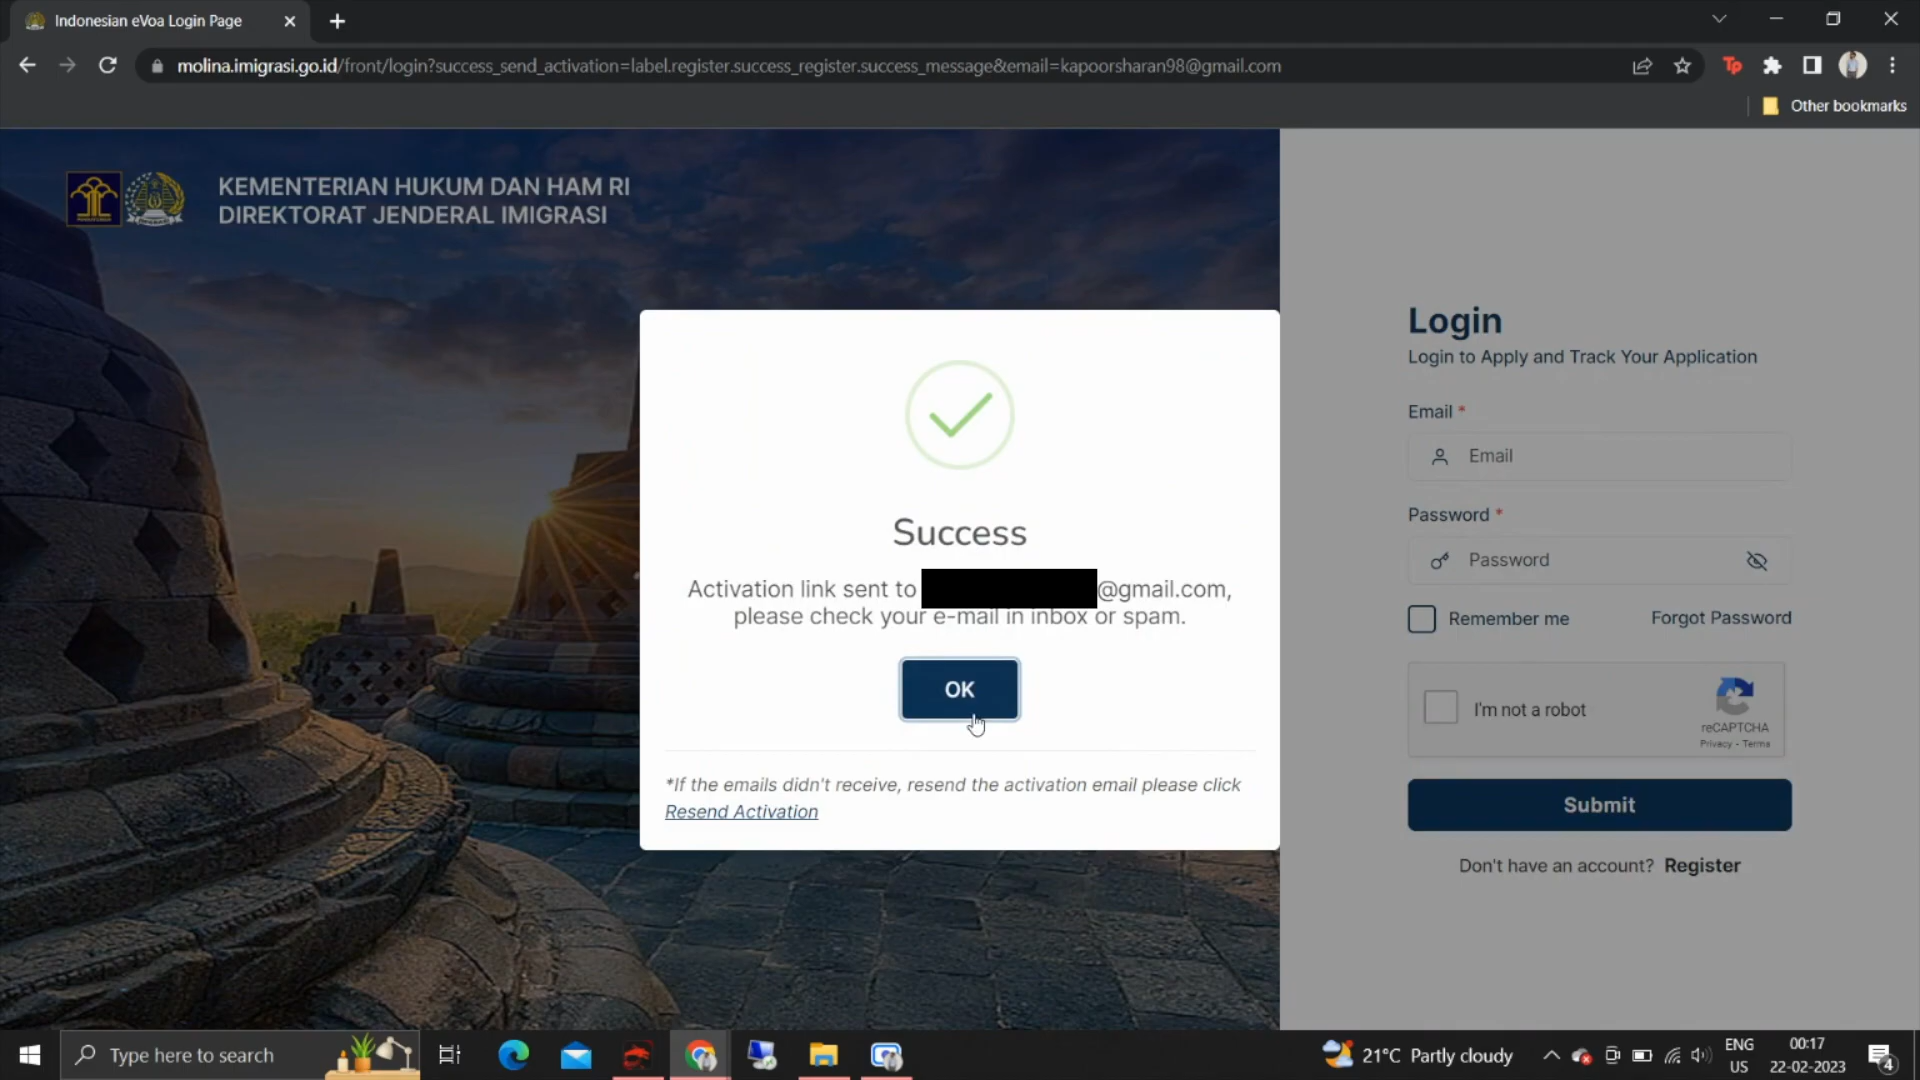 Indonesian eVoa Login Page
molina.imigrasi.go.id/front/login?success_send_activation=label.register.success_register.success_message&email=kapoorsharan98@gmail.com
Tp
Other bookmarks
KEMENTERIAN HUKUM DAN HAM RI
DIREKTORAT JENDERAL IMIGRASI
Success
Activation link sent to @gmail.com,
please check your e-mail in inbox or spam.
OK
*If the emails didn't receive, resend the activation email please click
Resend Activation
Login
Login to Apply and Track Your Application
Email *
Email
Password *
Password
Remember me
Forgot Password
I'm not a robot
reCAPTCHA
Privacy - Terms
Submit
Don't have an account? Register
Type here to search
21°C Partly cloudy
ENG
US
00:17
22-02-2023
4